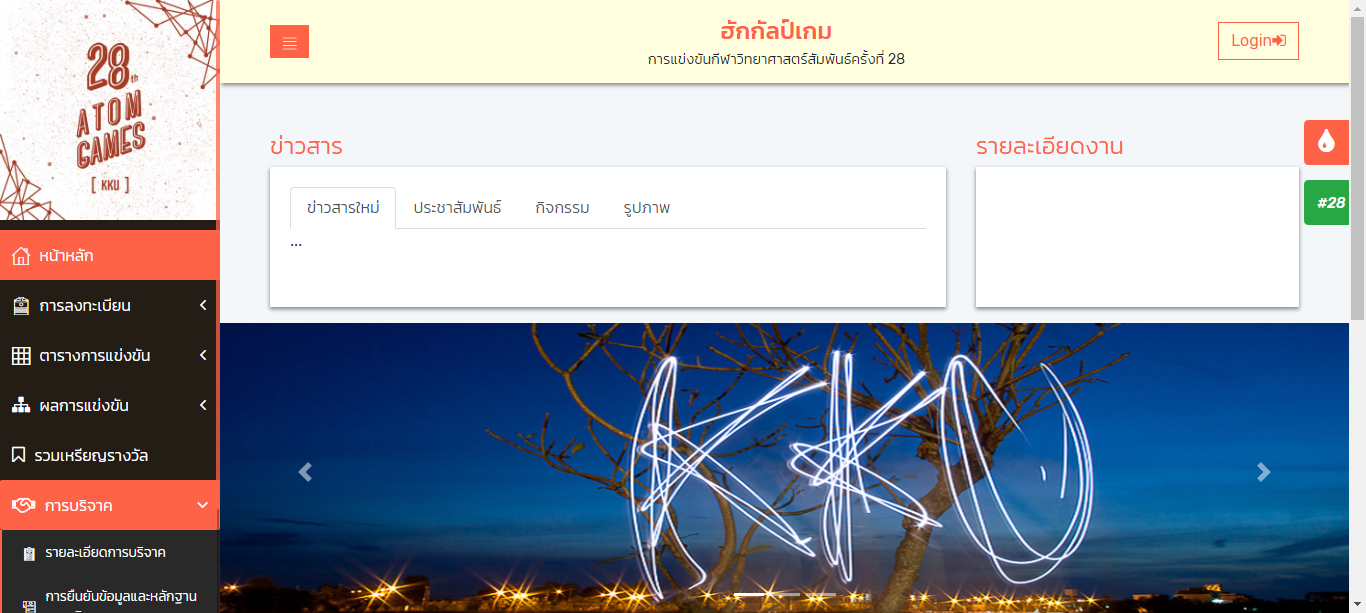 28th
ATOM
GAMES
[ KKU ]
ฮักกัลป์เกม
การแข่งขันกีฬาวิทยาศาสตร์สัมพันธ์ครั้งที่ 28
Login
หน้าหลัก
การลงทะเบียน
ตารางการแข่งขัน
ผลการแข่งขัน
รวมเหรียญรางวัล
การบริจาค
รายละเอียดการบริจาค
การยืนยันข้อมูลและหลักฐาน
ข่าวสาร
ข่าวสารใหม่ ประชาสัมพันธ์ กิจกรรม รูปภาพ
...
รายละเอียดงาน
#28
KKU